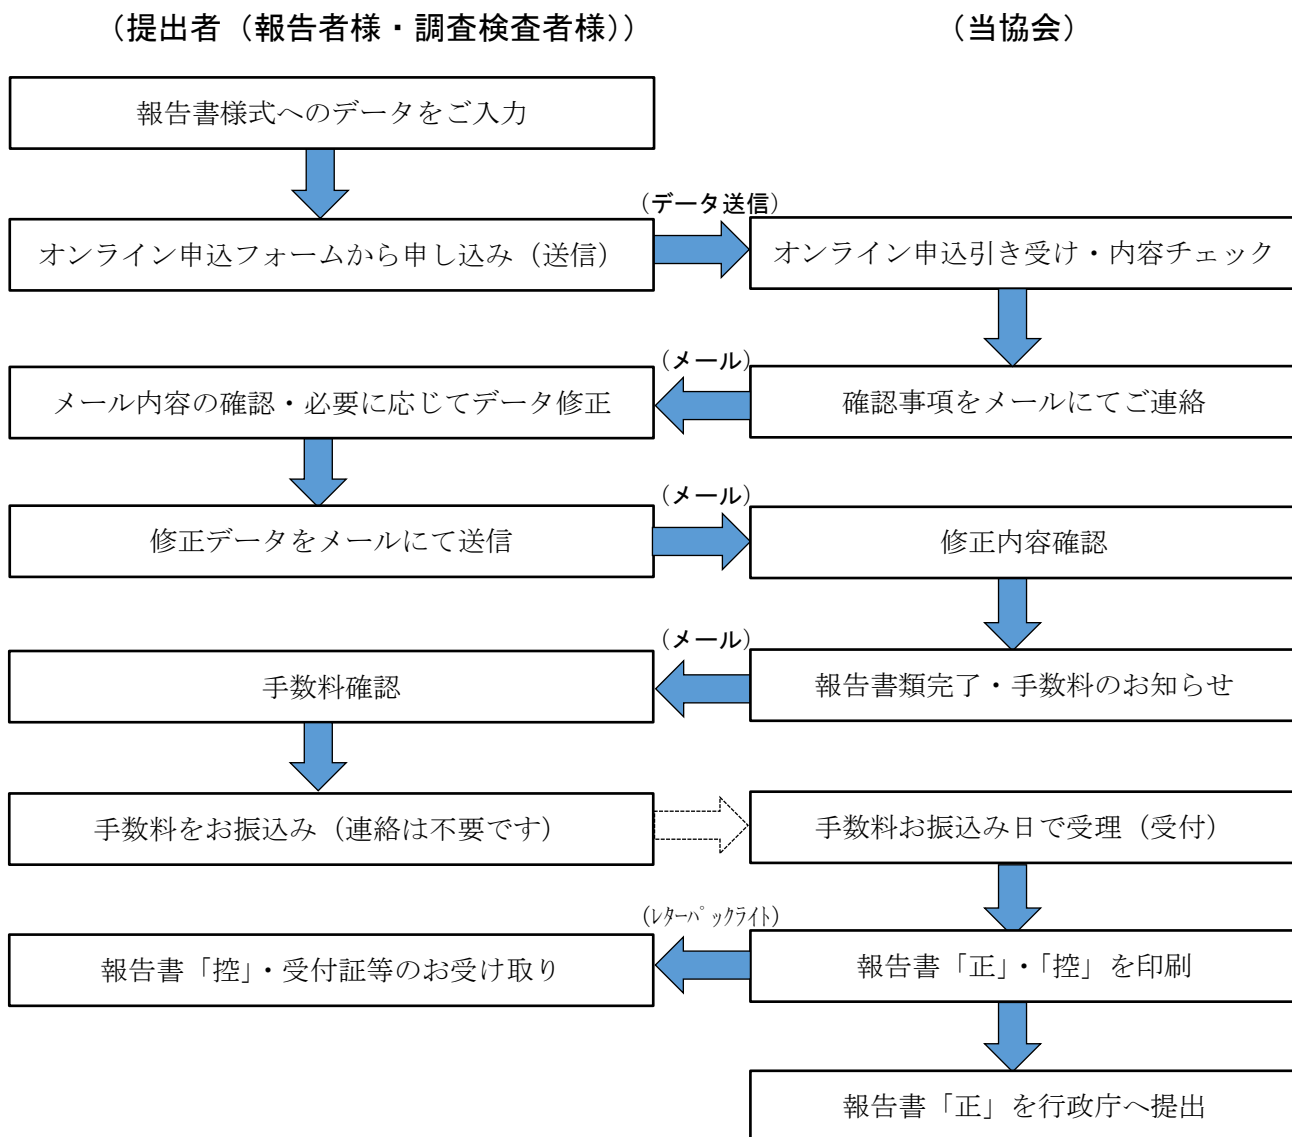 （提出者（報告者様・調査検査者様））
（当協会）
報告書様式へのデータをご入力
（データ送信）
オンライン申込フォームから申し込み（送信）
オンライン申込引き受け・内容チェック
（メール）
メール内容の確認・必要に応じてデータ修正
確認事項をメールにてご連絡
（メール）
修正データをメールにて送信
修正内容確認
（メール）
手数料確認
報告書類完了・手数料のお知らせ
手数料をお振込み（連絡は不要です）
手数料お振込み日で受理（受付）
（ﾚﾀｰﾊﾟｯｸﾗｲﾄ）
報告書「控」・受付証等のお受け取り
報告書「正」・「控」を印刷
報告書「正」を行政庁へ提出